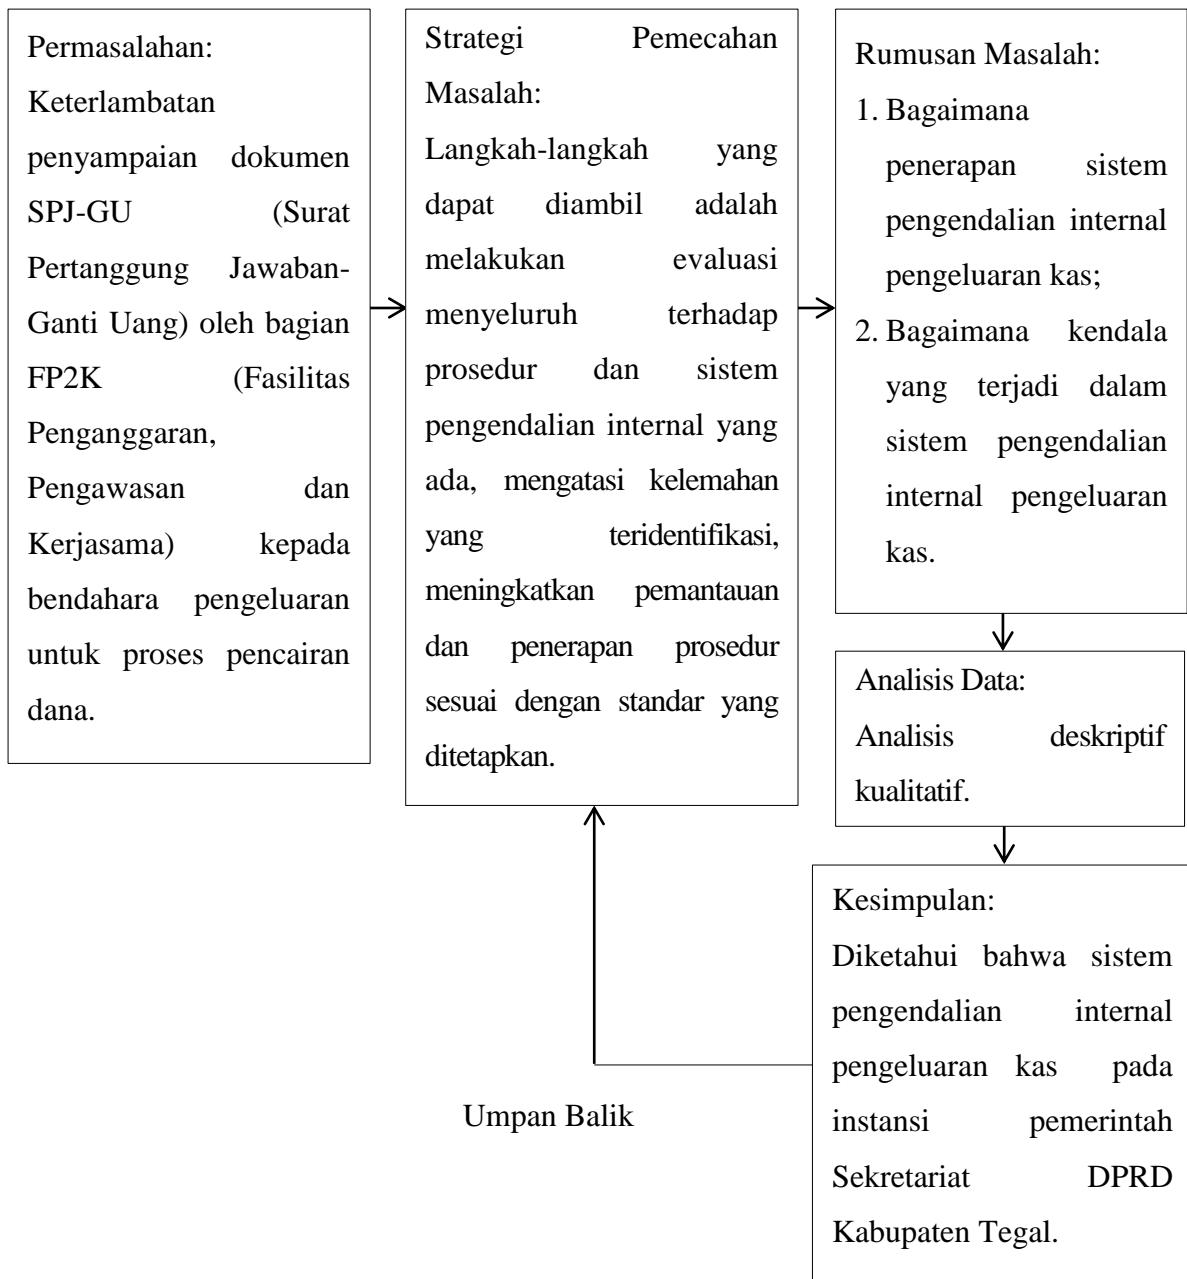 Permasalahan:
Keterlambatan
penyampaian dokumen
SPJ-GU (Surat
Pertanggung Jawaban-
Ganti Uang) oleh bagian
FP2K (Fasilitas
Penganggaran,
Pengawasan dan
Kerjasama) kepada
bendahara pengeluaran
untuk proses pencairan
dana.
Strategi Pemecahan
Masalah:
Langkah-langkah yang
dapat diambil adalah
melakukan evaluasi
menyeluruh terhadap
prosedur dan sistem
pengendalian internal yang
ada, mengatasi kelemahan
yang teridentifikasi,
meningkatkan pemantauan
dan penerapan prosedur
sesuai dengan standar yang
ditetapkan.
Rumusan Masalah:
1. Bagaimana
penerapan sistem
pengendalian internal
pengeluaran kas;
2. Bagaimana kendala
yang terjadi dalam
sistem pengendalian
internal pengeluaran
kas.
Analisis Data:
Analisis deskriptif
kualitatif.
Kesimpulan:
Diketahui bahwa sistem
pengendalian internal
pengeluaran kas pada
instansi pemerintah
Sekretariat DPRD
Kabupaten Tegal.
Umpan Balik